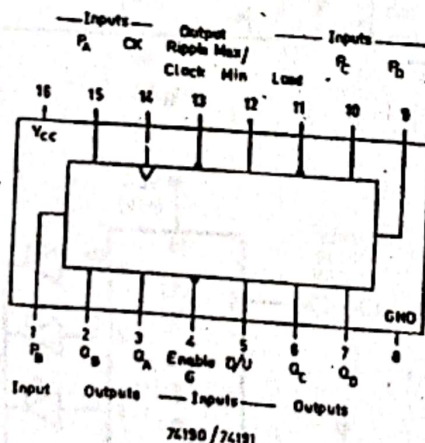 Inputs Output Inputs
PA CK Ripple Max/ PC PD
Clock Min Load
16 15 14 13 12 11 10 9
VCC
GND
1 2 3 4 5 6 7 8
PB QB QA Enable D/U QC QD
G
Input Outputs Inputs Outputs
74190/74191